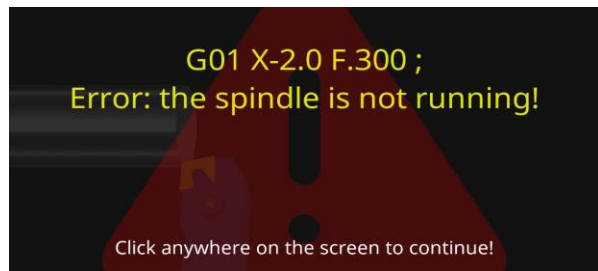 G01 X-2.0 F.300 ;
Error: the spindle is not running!
Click anywhere on the screen to continue!